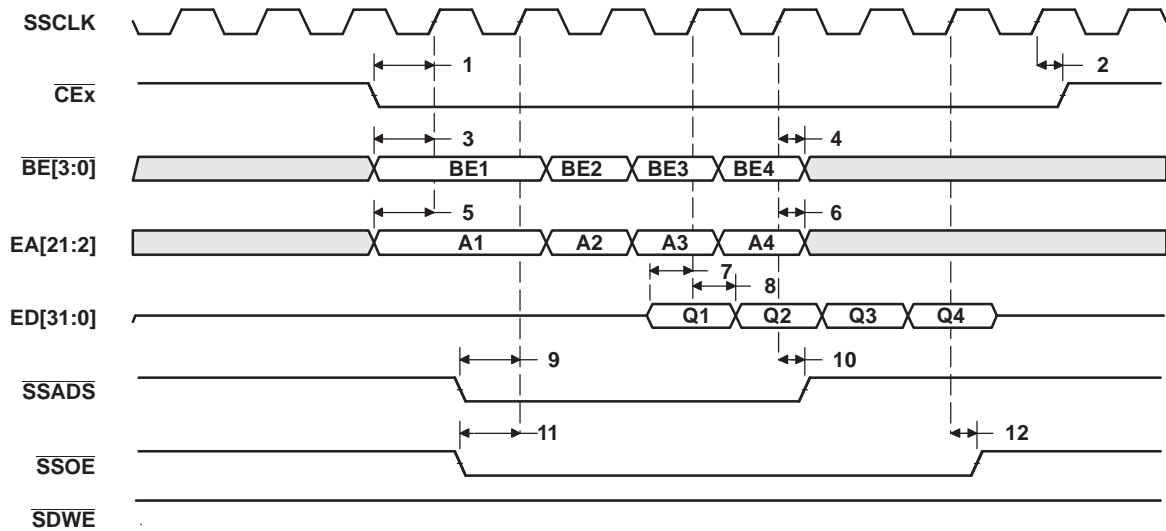 SSCLK
1
2
CEx
3
4
BE[3:0]
BE1
BE2
BE3
BE4
5
6
EA[21:2]
A1
A2
A3
A4
7
8
ED[31:0]
Q1
Q2
Q3
Q4
9
10
SSADS
11
12
SSOE
SDWE